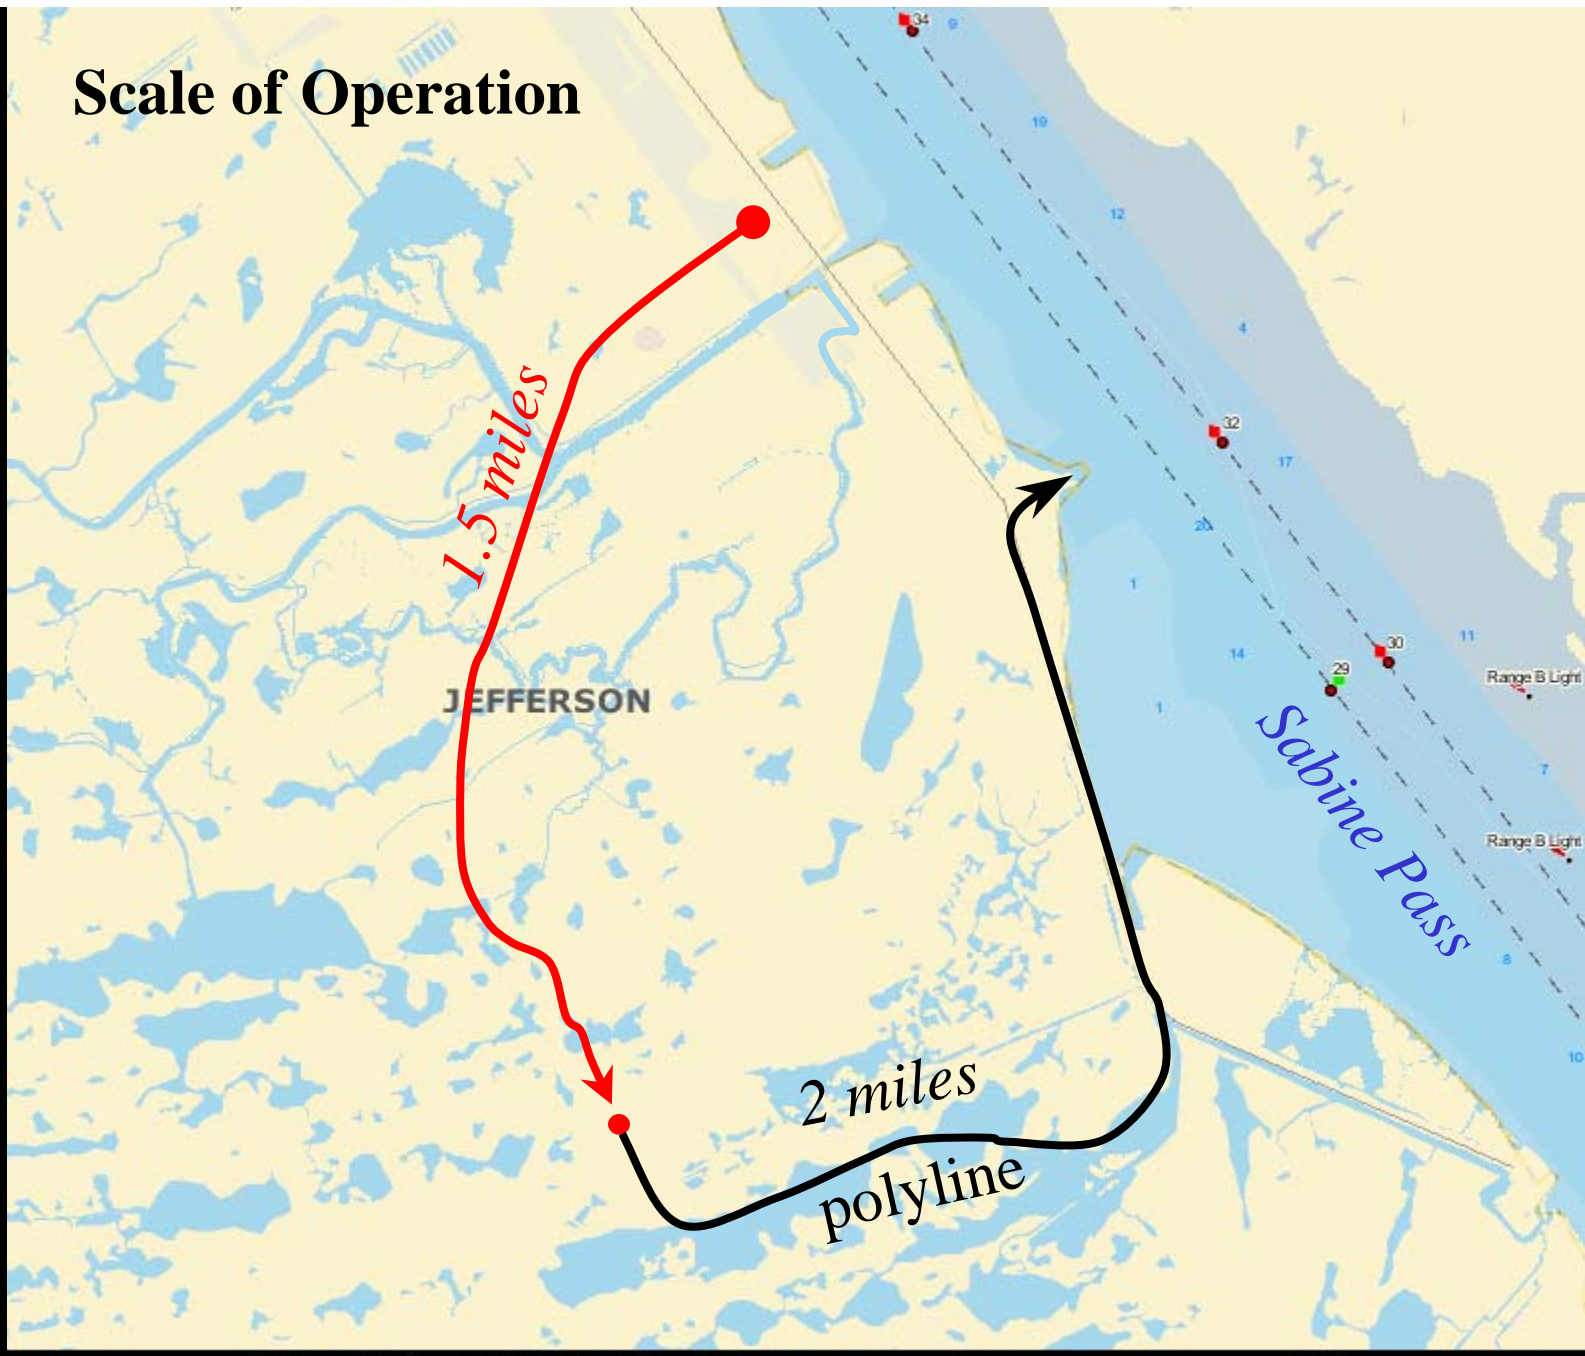 Scale of Operation
34
9
19
12
4
1.5 miles
32
17
20
1
14
11
30
29
Range B Light
JEFFERSON
1
Sabine Pass
7
Range B Light
8
10
2 miles
polyline